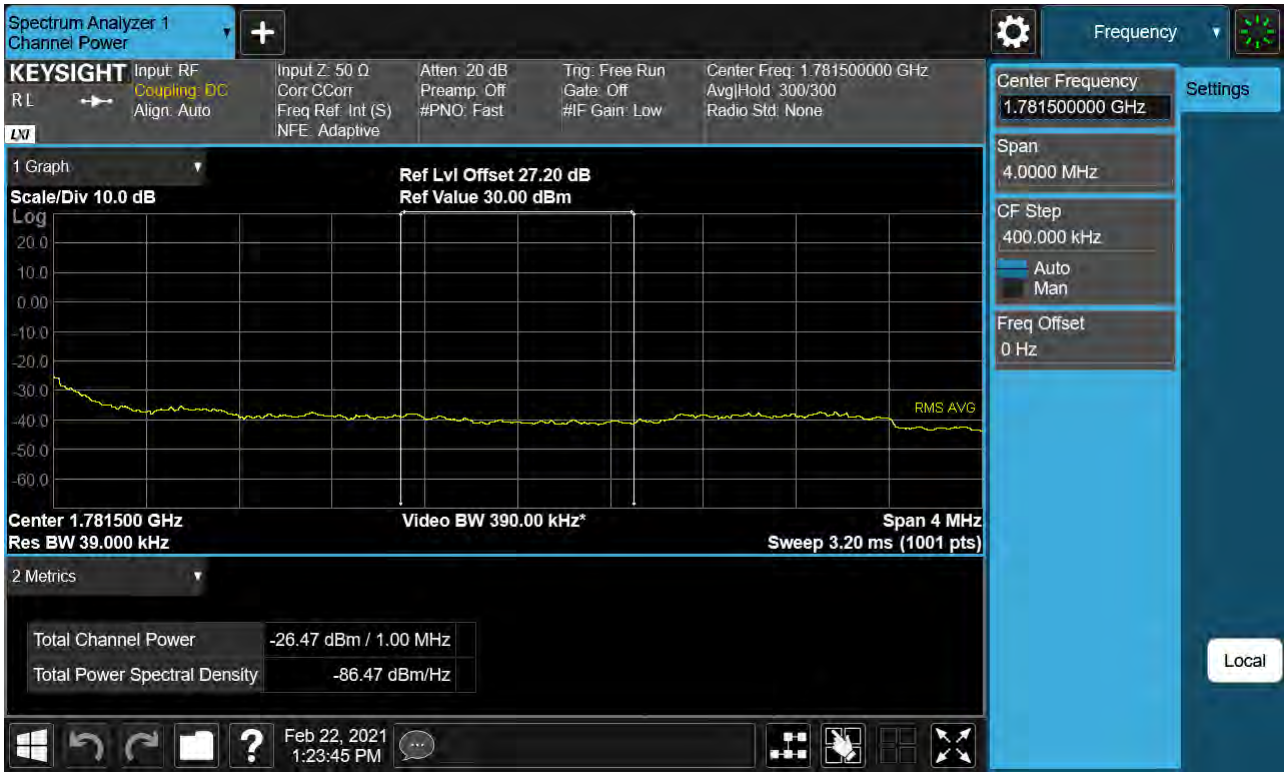 Spectrum Analyzer 1
Channel Power
+
Frequency
KEYSIGHT
RL
LXI
Input: RF
Coupling: DC
Align: Auto
Input Z: 50 Ω
Corr CCorr
Freq Ref: Int (S)
NFE: Adaptive
Atten: 20 dB
Preamp: Off
#PNO: Fast
Trig: Free Run
Gate: Off
#IF Gain: Low
Center Freq: 1.781500000 GHz
Avg|Hold: 300/300
Radio Std: None
Center Frequency
1.781500000 GHz
Settings
Span
4.0000 MHz
CF Step
400.000 kHz
Auto
Man
Freq Offset
0 Hz
1 Graph
Scale/Div 10.0 dB
Ref Lvl Offset 27.20 dB
Ref Value 30.00 dBm
Log
20.0
10.0
0.00
-10.0
-20.0
-30.0
-40.0
-50.0
-60.0
RMS AVG
Center 1.781500 GHz
Res BW 39.000 kHz
Video BW 390.00 kHz*
Span 4 MHz
Sweep 3.20 ms (1001 pts)
2 Metrics
Total Channel Power -26.47 dBm / 1.00 MHz
Total Power Spectral Density -86.47 dBm/Hz
Local
?
Feb 22, 2021
1:23:45 PM